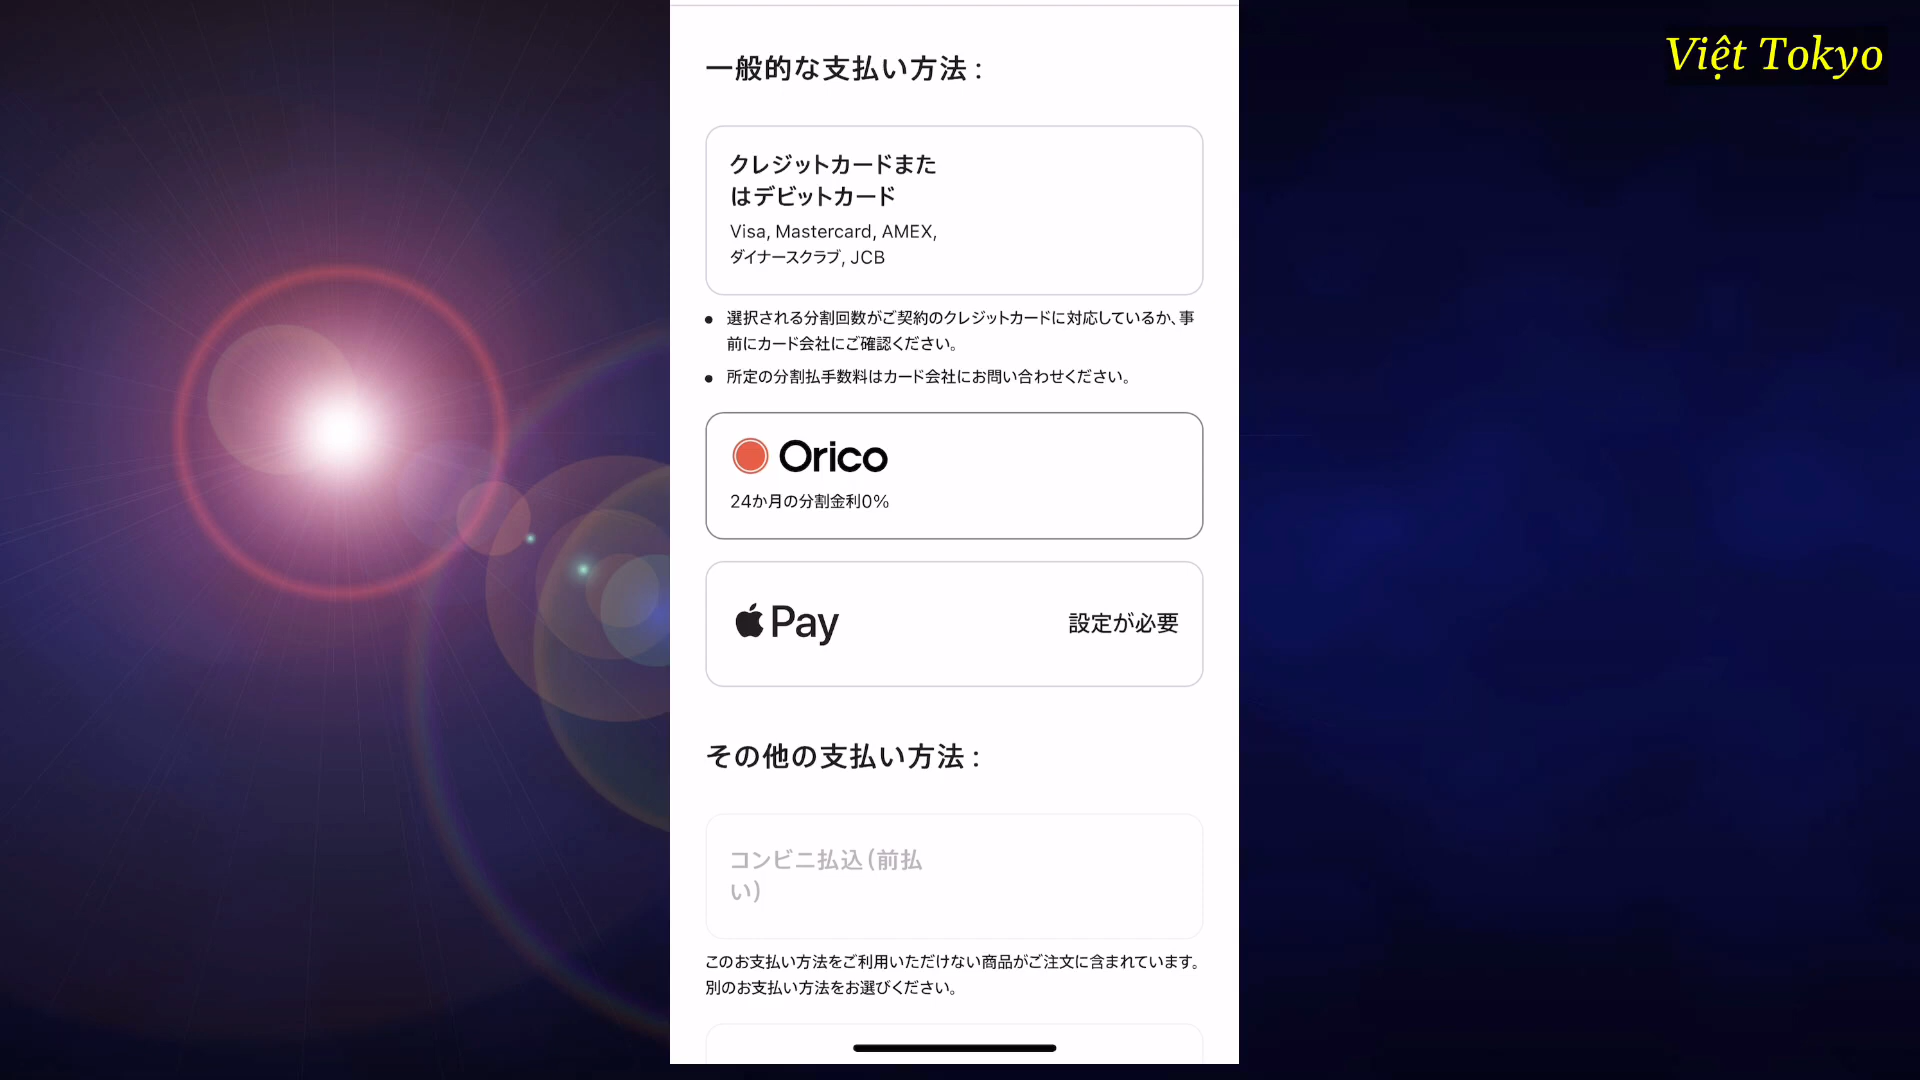 Việt Tokyo
一般的な支払い方法 :
クレジットカードまた
はデビットカード
Visa, Mastercard, AMEX,
ダイナースクラブ, JCB
• 選択される分割回数がご契約のクレジットカードに対応しているか、事
前にカード会社にご確認ください。
• 所定の分割払手数料はカード会社にお問い合わせください。
Orico
24か月の分割金利0%
Pay
設定が必要
その他の支払い方法 :
コンビニ払込 (前払
い)
このお支払い方法をご利用いただけない商品がご注文に含まれています。
別のお支払い方法をお選びください。